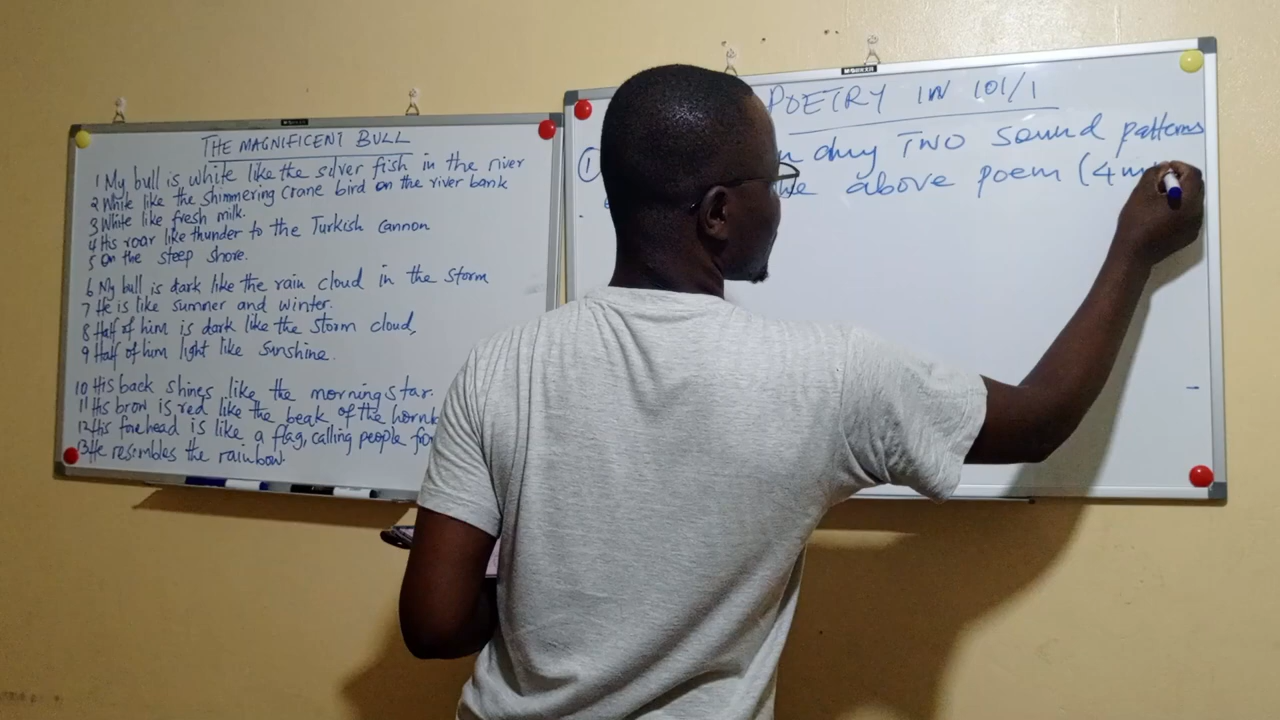 THE MAGNIFICENT BULL
1 My bull is white like the silver fish in the river
2 White like the shimmering crane bird on the river bank
3 White like fresh milk.
4 His roar like thunder to the Turkish cannon
5 On the steep shore.
6 My bull is dark like the rain cloud in the storm
7 He is like summer and winter.
8 Half of him is dark like the storm cloud,
9 Half of him light like sunshine.
10 His back shines like the morning star.
11 His brow is red like the beak of the hornb
12 His forehead is like a flag, calling people
13 He resembles the rainbow
POETRY IN 101/1
1 any TWO sound patterns
above poem (4